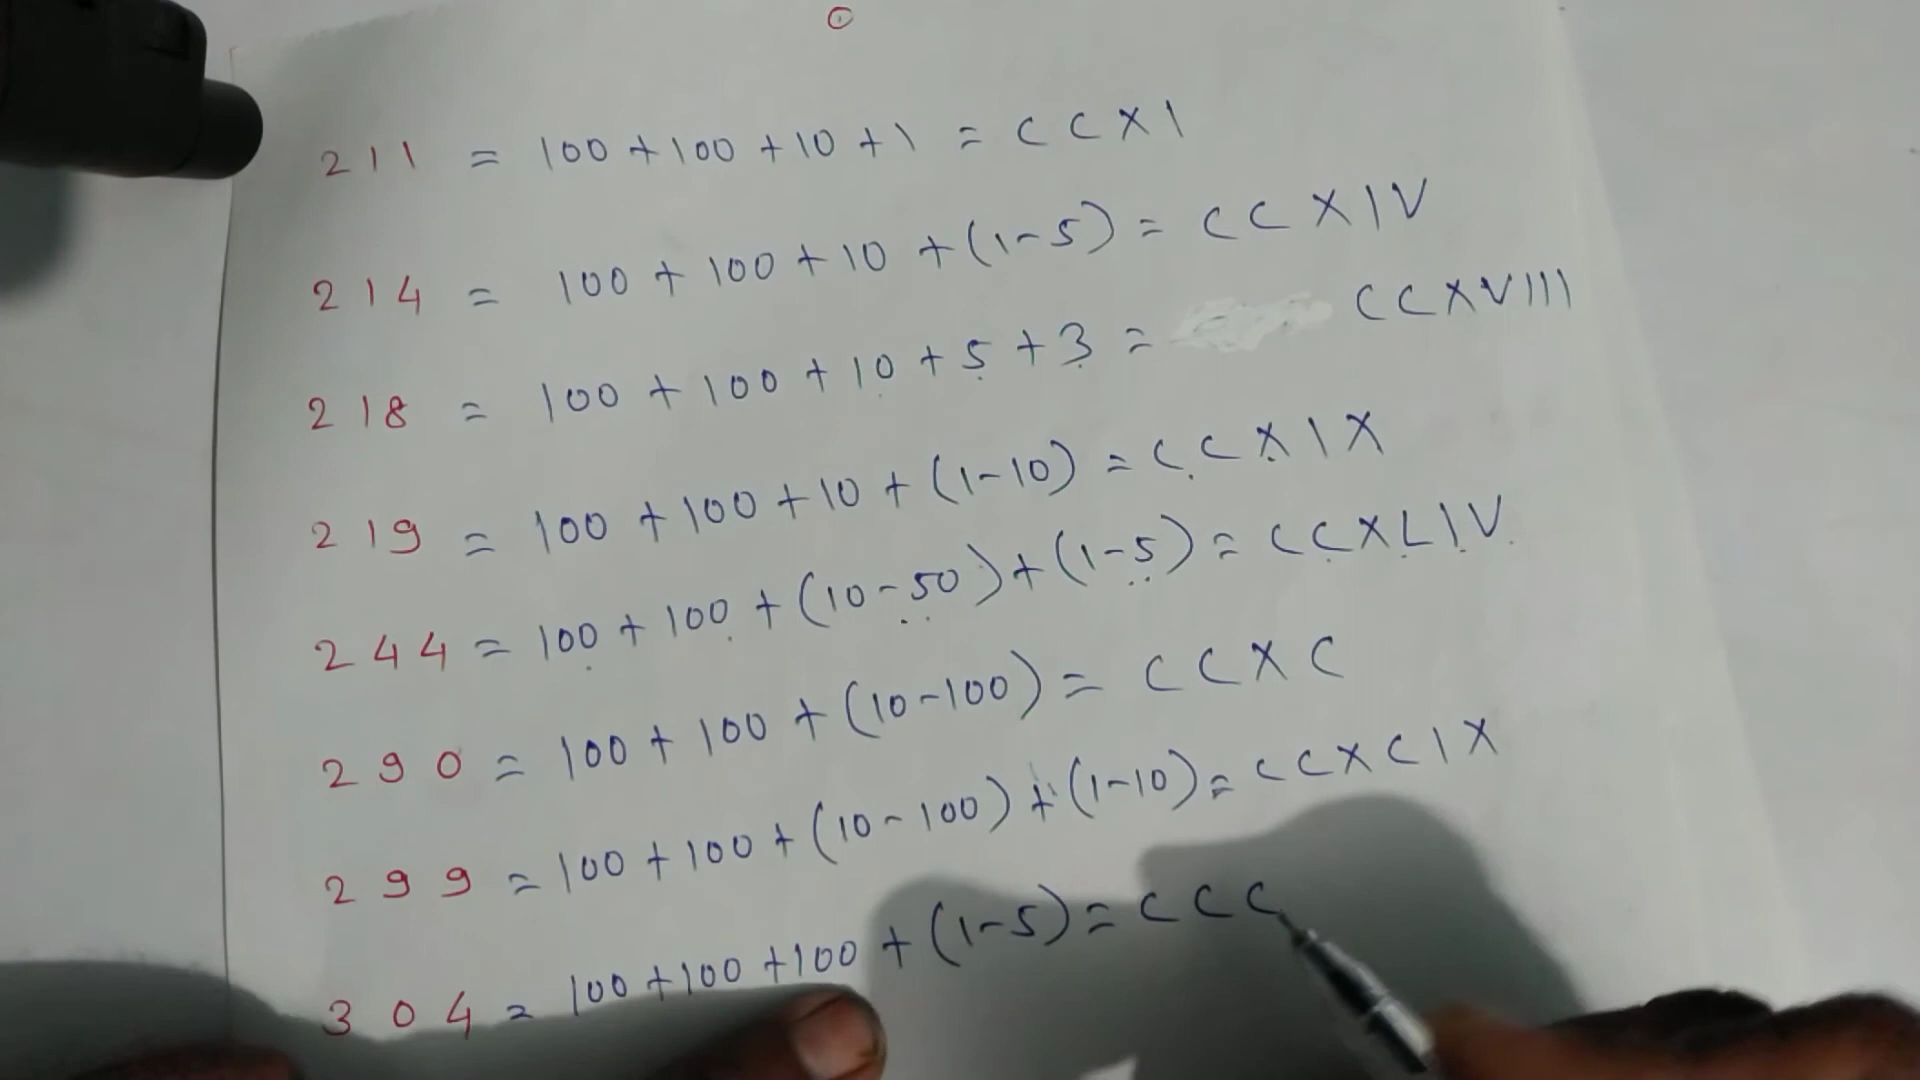 211 = 100 + 100 + 10 + 1 = CCXI
214 = 100 + 100 + 10 + (1-5) = CCXIV
218 = 100 + 100 + 10 + 5 + 3 = CCXVIII
219 = 100 + 100 + 10 + (1-10) = CCXIX
244 = 100 + 100 + (10-50) + (1-5) = CCXLIV
290 = 100 + 100 + (10-100) = CCXC
299 = 100 + 100 + (10-100) + (1-10) = CCXCIX
304 = 100 + 100 + 100 + (1-5) = CCC